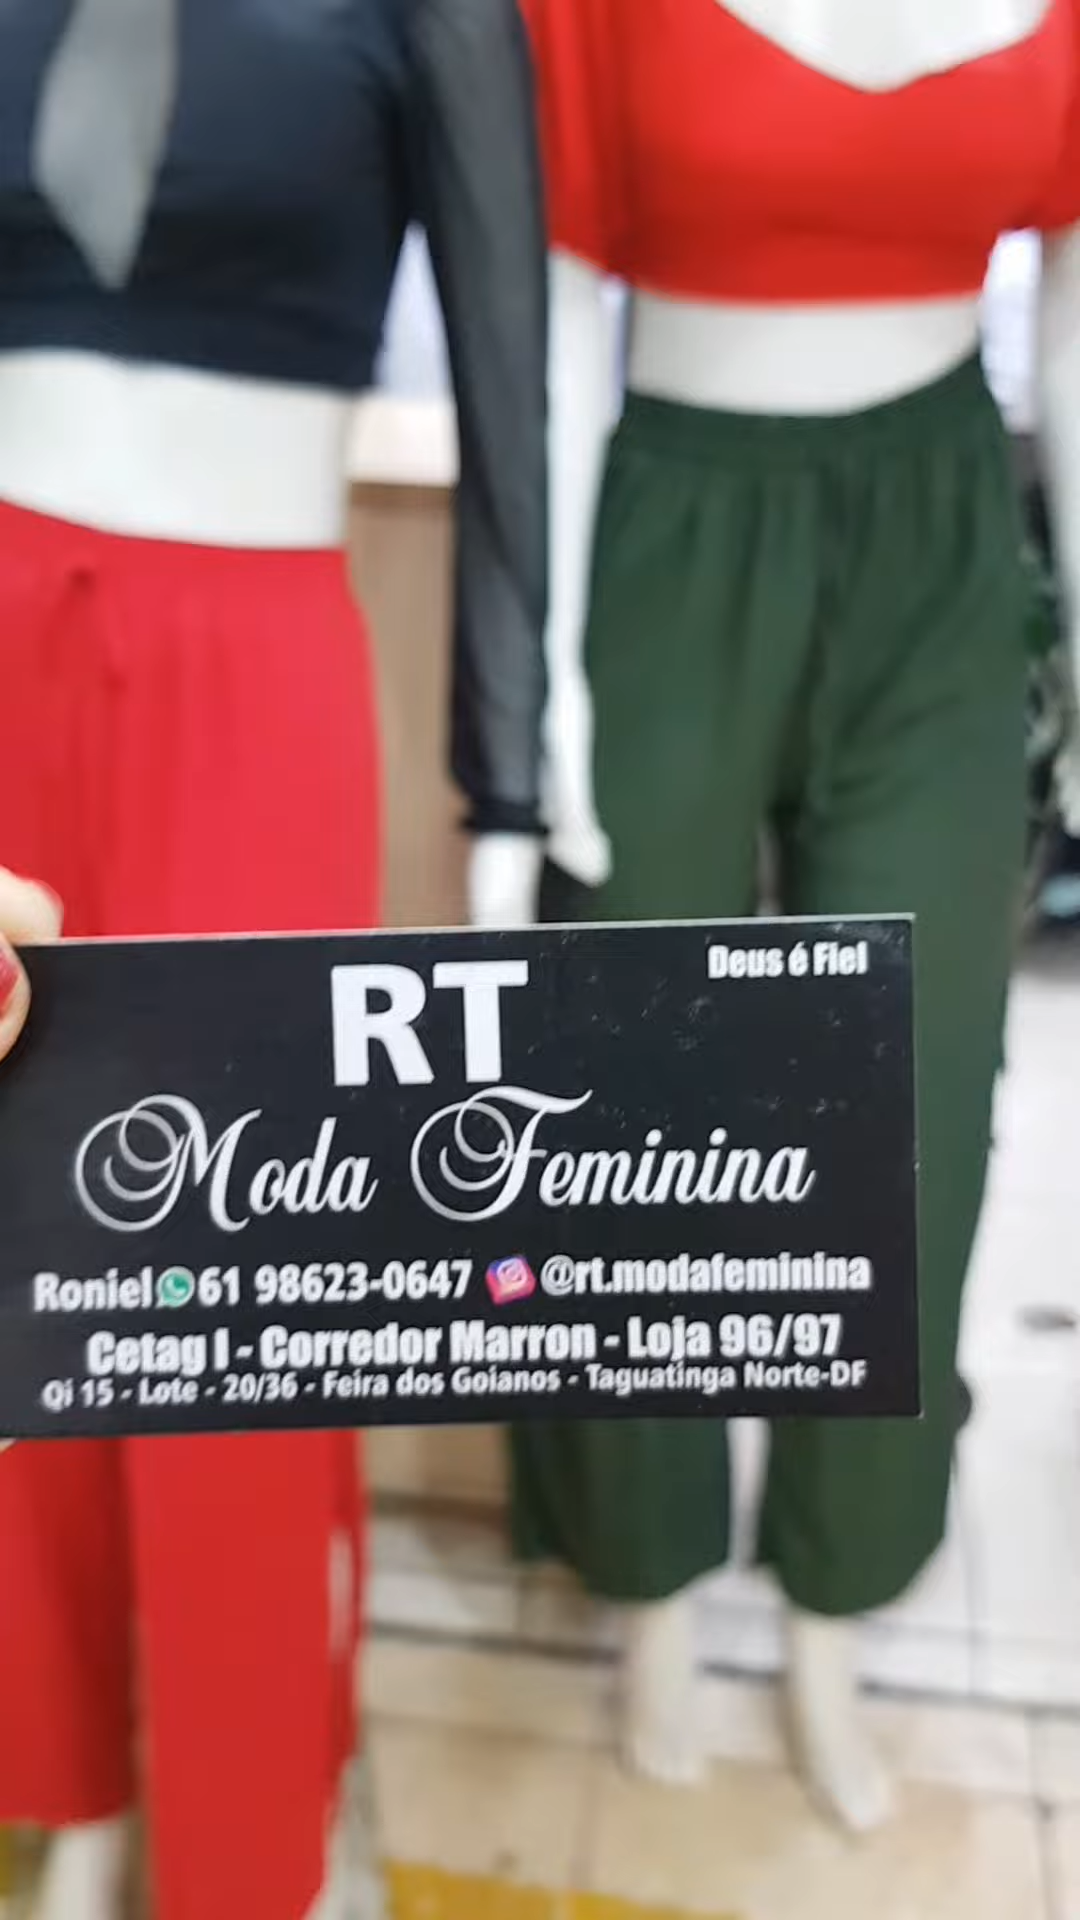 Deus é Fiel
RT
Moda Feminina
Roniel 61 98623-0647 @rt.modafeminina
Cetag I - Corredor Marron - Loja 96/97
Qi 15 - Lote - 20/36 - Feira dos Goianos - Taguatinga Norte-DF